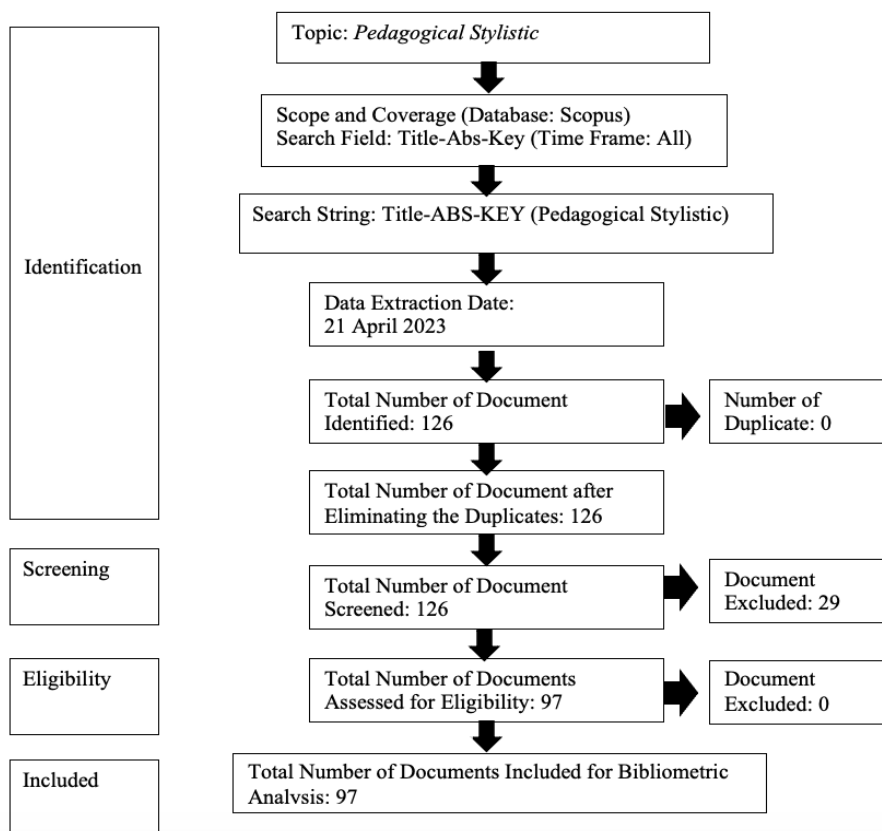 Topic: Pedagogical Stylistic
Scope and Coverage (Database: Scopus)
Search Field: Title-Abs-Key (Time Frame: All)
Search String: Title-ABS-KEY (Pedagogical Stylistic)
Identification
Data Extraction Date:
21 April 2023
Total Number of Document
Identified: 126
Number of
Duplicate: 0
Total Number of Document after
Eliminating the Duplicates: 126
Screening
Total Number of Document
Screened: 126
Document
Excluded: 29
Eligibility
Total Number of Documents
Assessed for Eligibility: 97
Document
Excluded: 0
Included
Total Number of Documents Included for Bibliometric
Analysis: 97